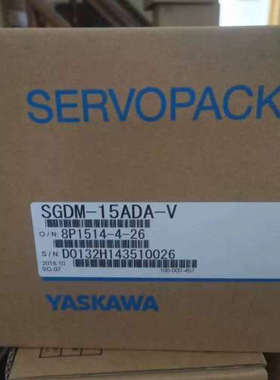 SERVOPACK
SGDM-15ADA-V
O/N 8P1514-4-26
S/N D0132H143510026
YASKAWA